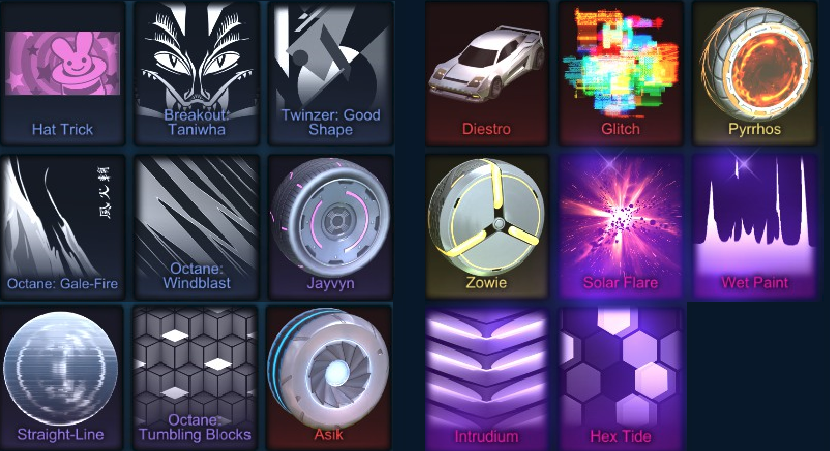 Hat Trick
Breakout:
Taniwha
Twinzer: Good
Shape
Diestro
Glitch
Pyrrhos
風火輪
Octane: Gale-Fire
Octane:
Windblast
Jayvyn
Zowie
Solar Flare
Wet Paint
Straight-Line
Octane:
Tumbling Blocks
Asik
Intrudium
Hex Tide